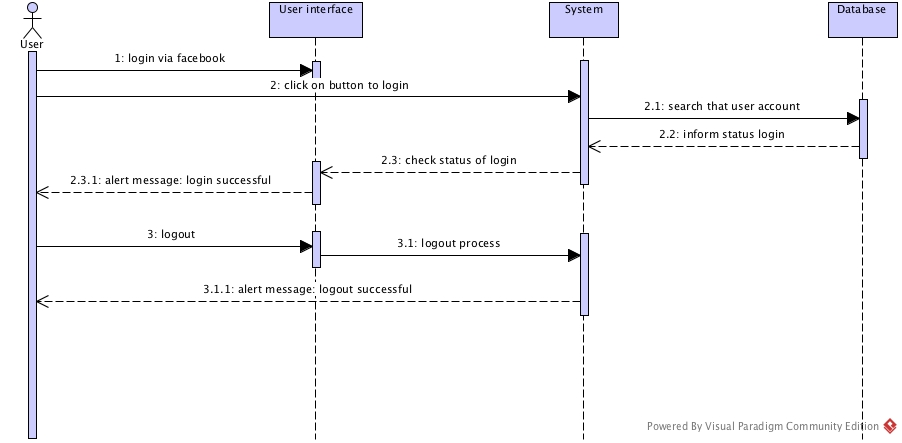 User interface
System
Database
User
1: login via facebook
2: click on button to login
2.1: search that user account
2.2: inform status login
2.3: check status of login
2.3.1: alert message: login successful
3: logout
3.1: logout process
3.1.1: alert message: logout successful
Powered By Visual Paradigm Community Edition